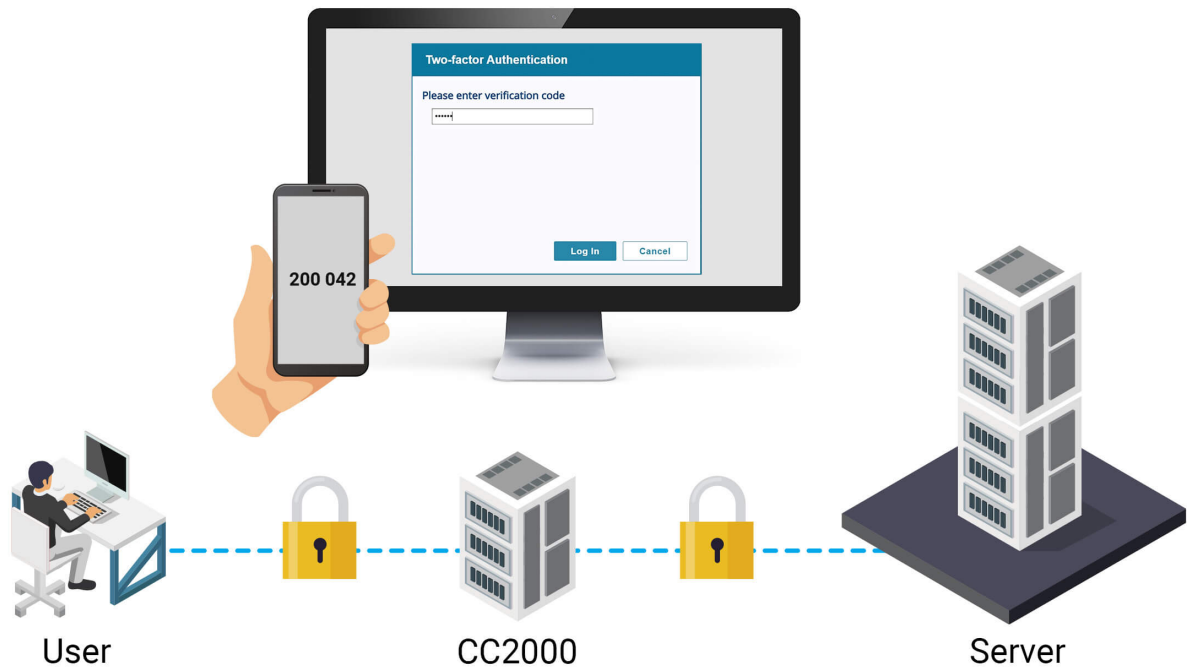 Two-factor Authentication
Please enter verification code
••••••
Log In
Cancel
200 042
User
CC2000
Server